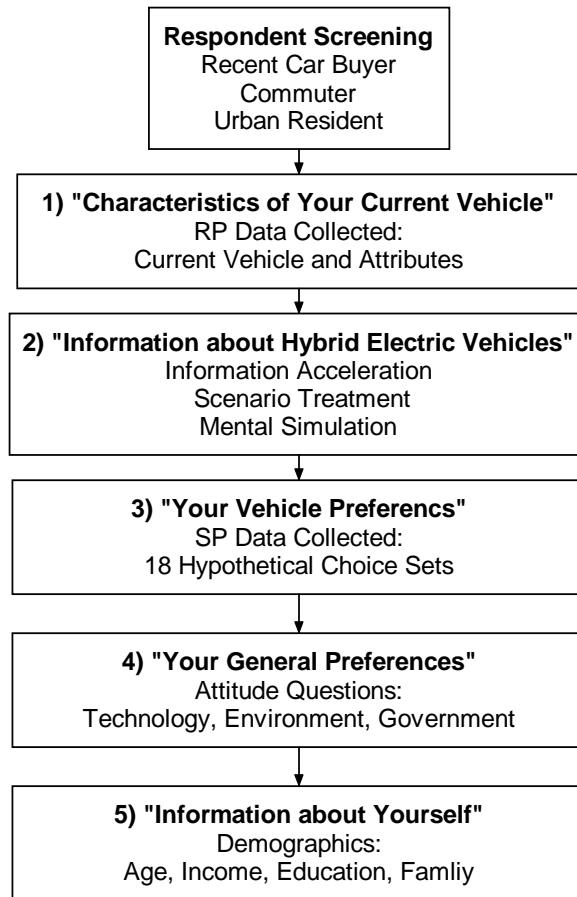 Respondent Screening
Recent Car Buyer
Commuter
Urban Resident
1) "Characteristics of Your Current Vehicle"
RP Data Collected:
Current Vehicle and Attributes
2) "Information about Hybrid Electric Vehicles"
Information Acceleration
Scenario Treatment
Mental Simulation
3) "Your Vehicle Preferencs"
SP Data Collected:
18 Hypothetical Choice Sets
4) "Your General Preferences"
Attitude Questions:
Technology, Environment, Government
5) "Information about Yourself"
Demographics:
Age, Income, Education, Famliy